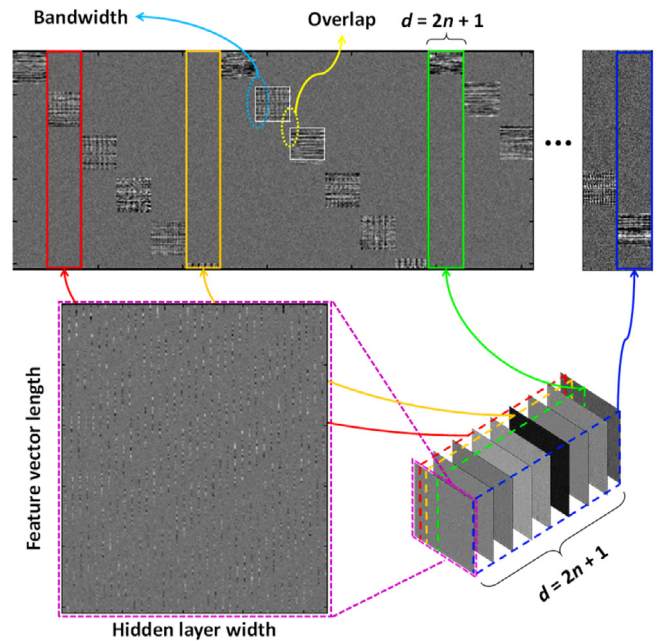 Bandwidth
Overlap
d = 2n + 1
•••
Feature vector length
Hidden layer width
d = 2n + 1